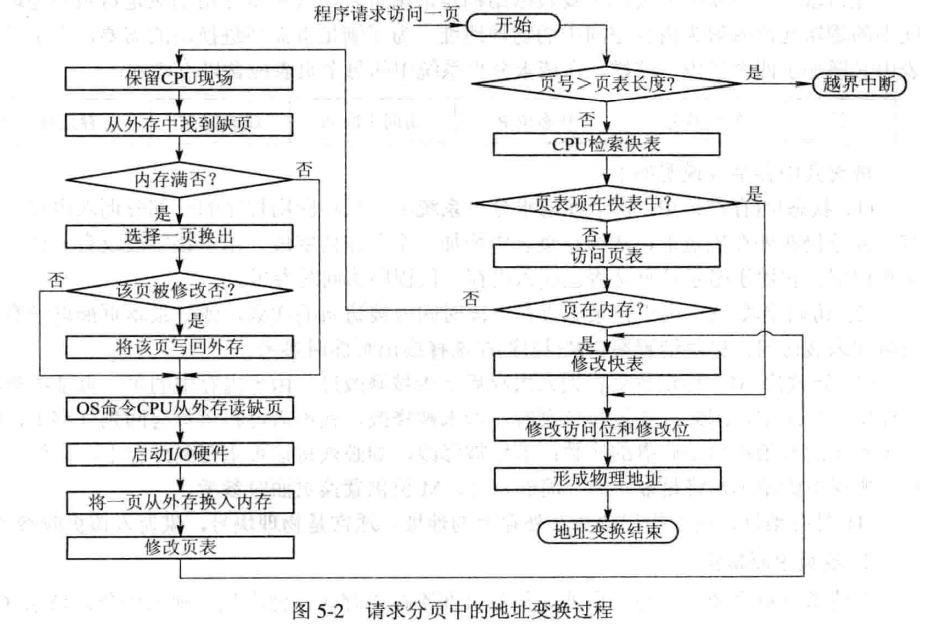 程序请求访问一页
开始
页号＞页表长度?
是
越界中断
否
CPU检索快表
页表项在快表中?
是
否
访问页表
页在内存?
否
是
修改快表
修改访问位和修改位
形成物理地址
地址变换结束
保留CPU现场
从外存中找到缺页
内存满否?
否
是
选择一页换出
该页被修改否?
否
是
将该页写回外存
OS命令CPU从外存读缺页
启动I/O硬件
将一页从外存换入内存
修改页表
图 5-2 请求分页中的地址变换过程